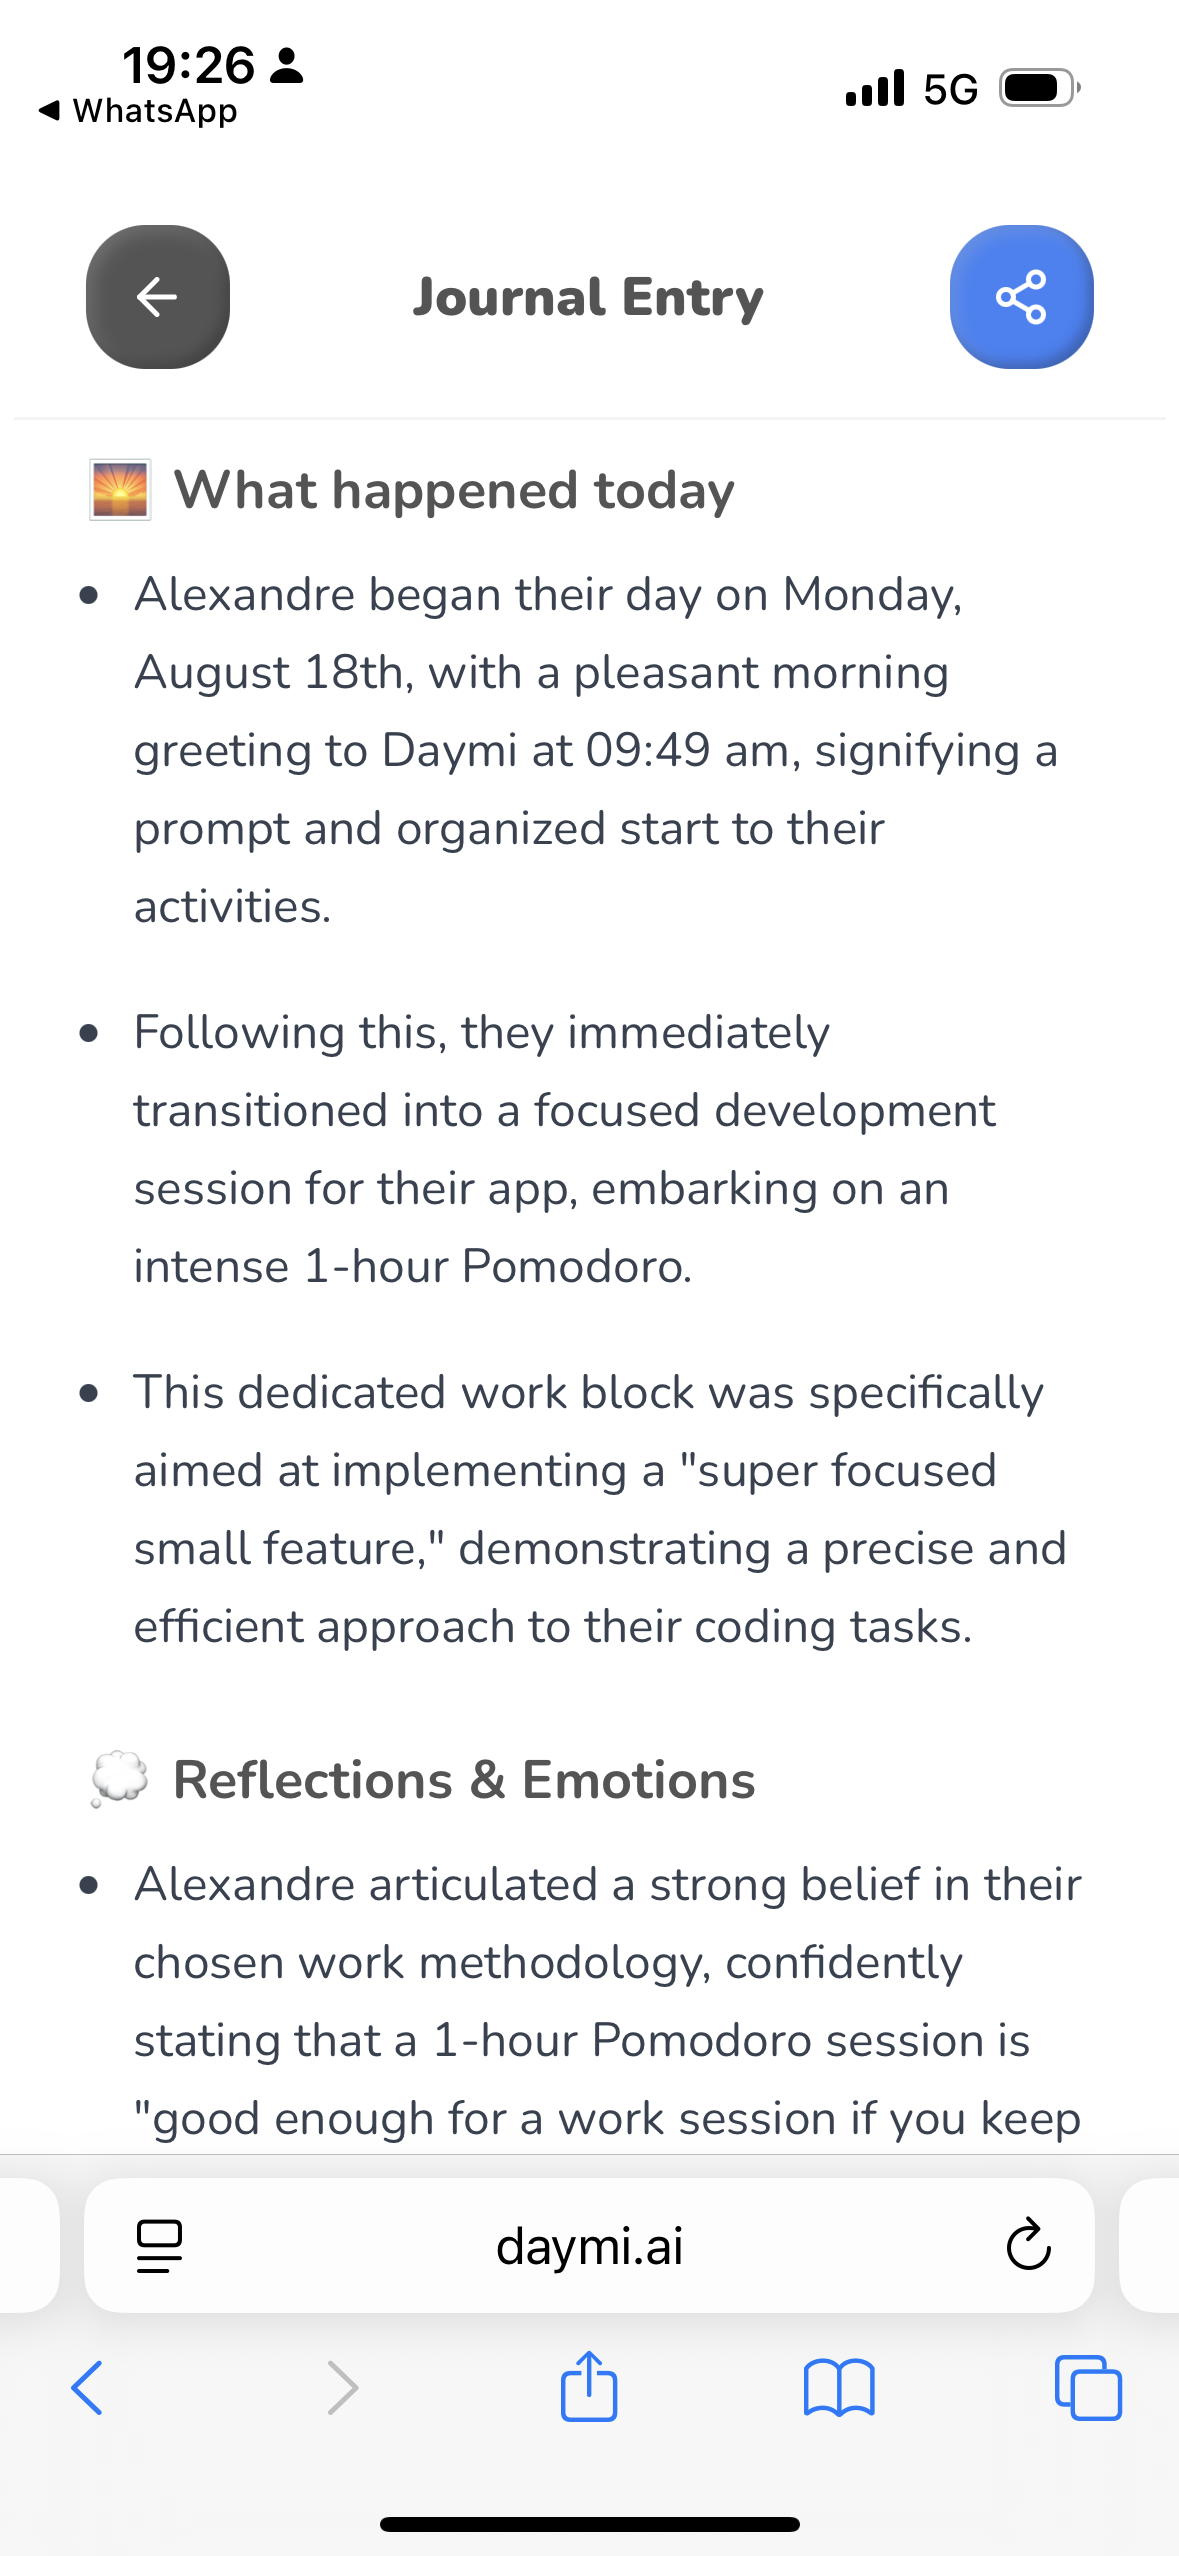 19:26
WhatsApp
5G
Journal Entry
What happened today
Alexandre began their day on Monday,
August 18th, with a pleasant morning
greeting to Daymi at 09:49 am, signifying a
prompt and organized start to their
activities.
Following this, they immediately
transitioned into a focused development
session for their app, embarking on an
intense 1-hour Pomodoro.
This dedicated work block was specifically
aimed at implementing a "super focused
small feature," demonstrating a precise and
efficient approach to their coding tasks.
Reflections & Emotions
Alexandre articulated a strong belief in their
chosen work methodology, confidently
stating that a 1-hour Pomodoro session is
"good enough for a work session if you keep
daymi.ai